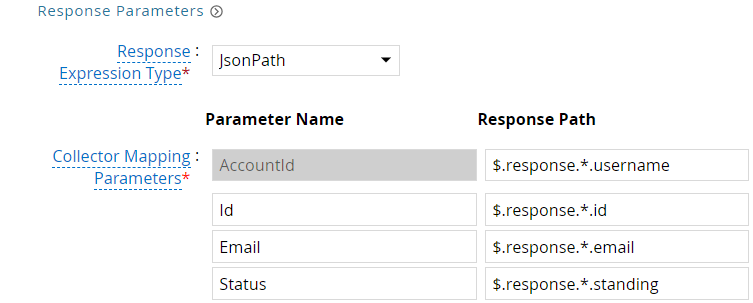 Response Parameters
Response :
Expression Type*
JsonPath
Parameter Name Response Path
Collector Mapping :
Parameters*
AccountId $.response.*.username
Id $.response.*.id
Email $.response.*.email
Status $.response.*.standing